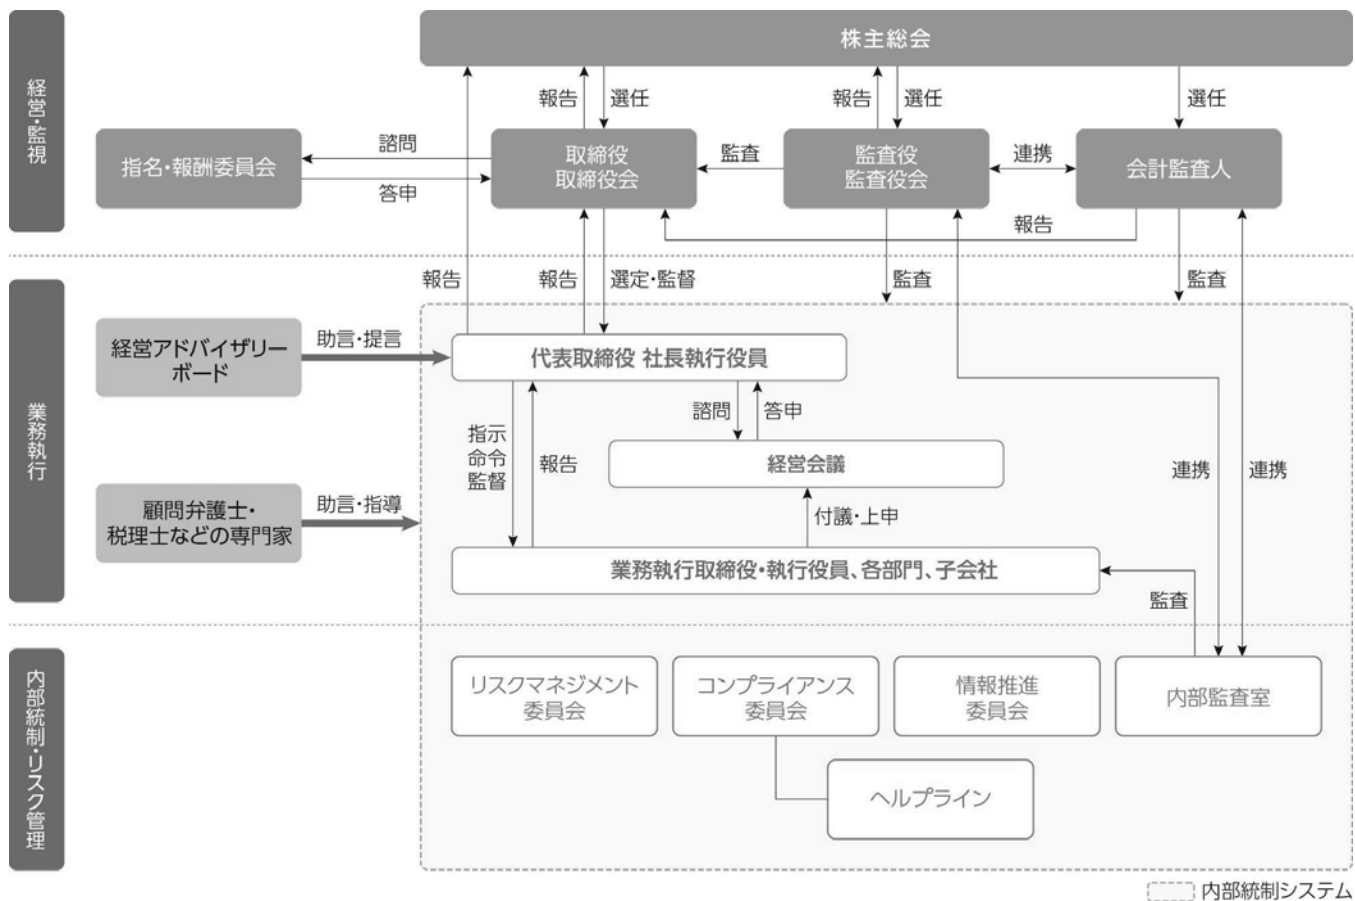 株主総会
経営・監視
報告
選任
報告
選任
選任
指名・報酬委員会
諮問
答申
取締役
取締役会
監査
監査役
監査役会
連携
会計監査人
報告
報告
報告
選定・監督
監査
監査
業務執行
経営アドバイザリー
ボード
助言・提言
代表取締役 社長執行役員
諮問
答申
指示
命令
監督
報告
経営会議
連携
連携
顧問弁護士・
税理士などの専門家
助言・指導
付議・上申
業務執行取締役・執行役員、各部門、子会社
監査
内部統制・リスク管理
リスクマネジメント
委員会
コンプライアンス
委員会
情報推進
委員会
内部監査室
ヘルプライン
内部統制システム